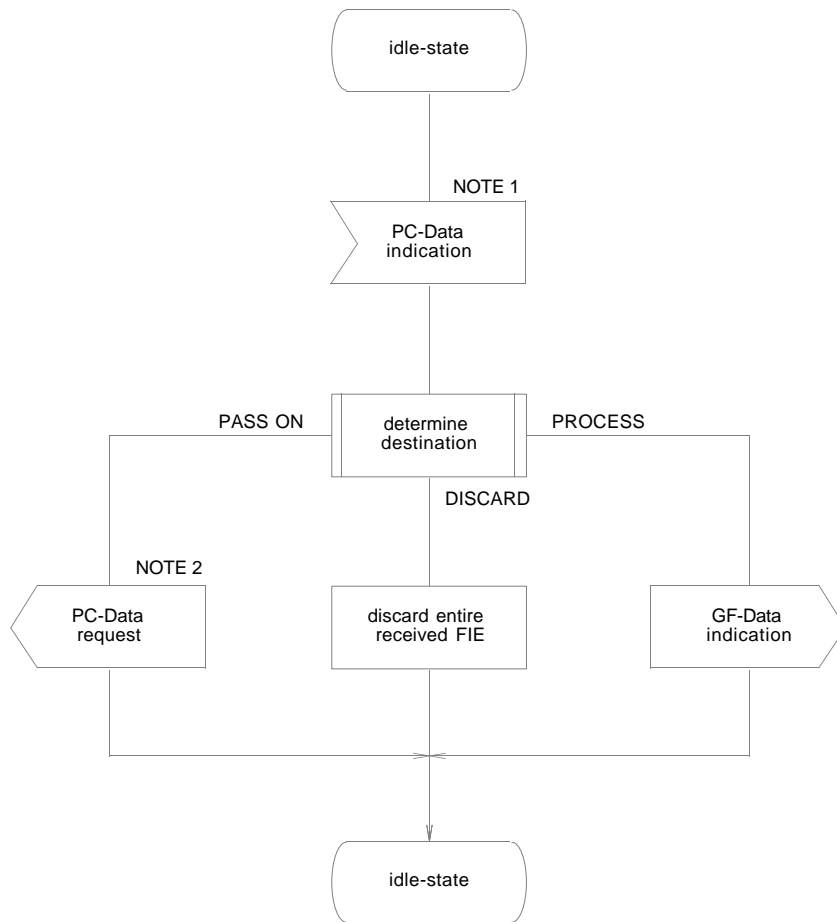 idle-state
NOTE 1
PC-Data
indication
PASS ON
determine
destination
PROCESS
DISCARD
NOTE 2
PC-Data
request
discard entire
received FIE
GF-Data
indication
idle-state